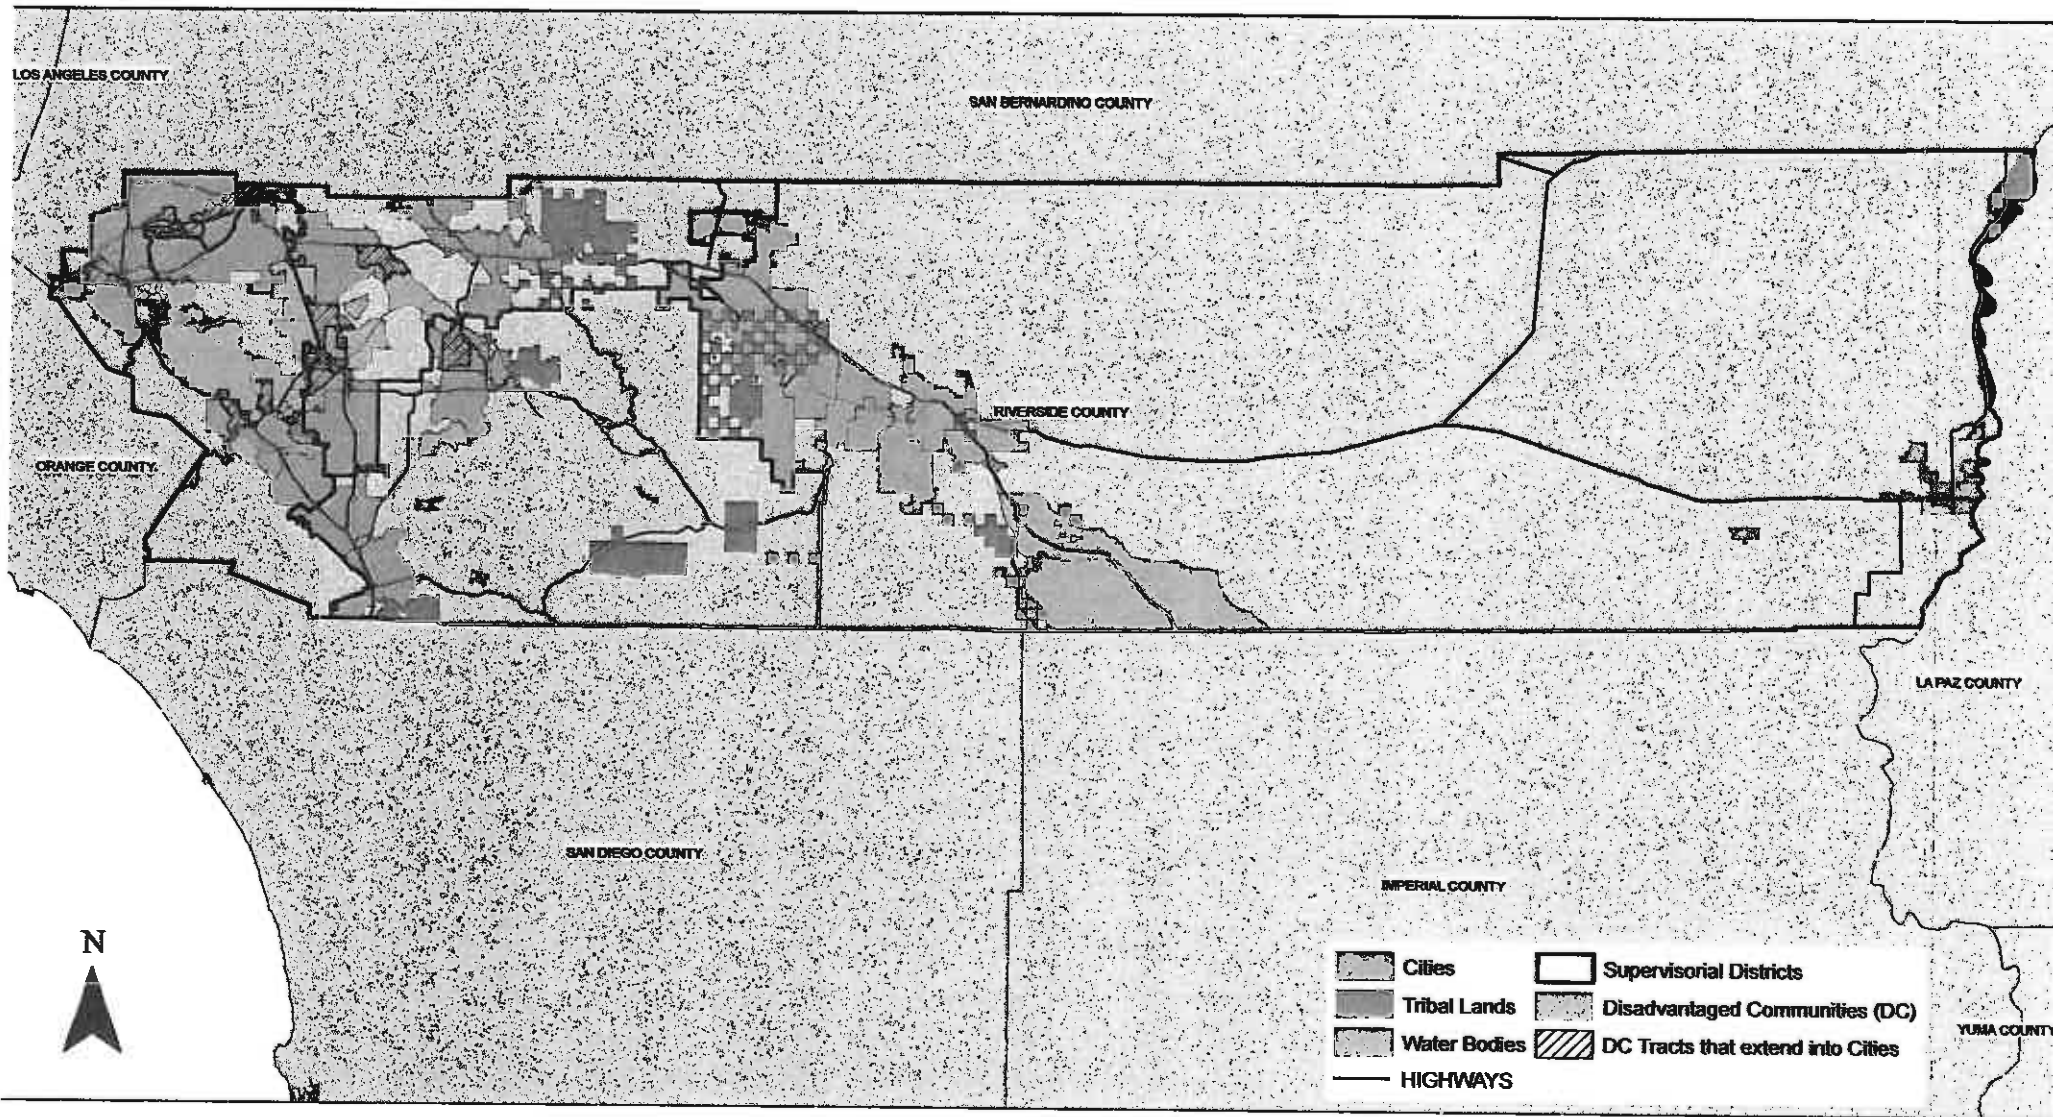 LOS ANGELES COUNTY
SAN BERNARDINO COUNTY
RIVERSIDE COUNTY
ORANGE COUNTY
LA PAZ COUNTY
SAN DIEGO COUNTY
IMPERIAL COUNTY
N
Cities
Supervisorial Districts
Tribal Lands
Disadvantaged Communities (DC)
Water Bodies
DC Tracts that extend into Cities
HIGHWAYS
YUMA COUNTY